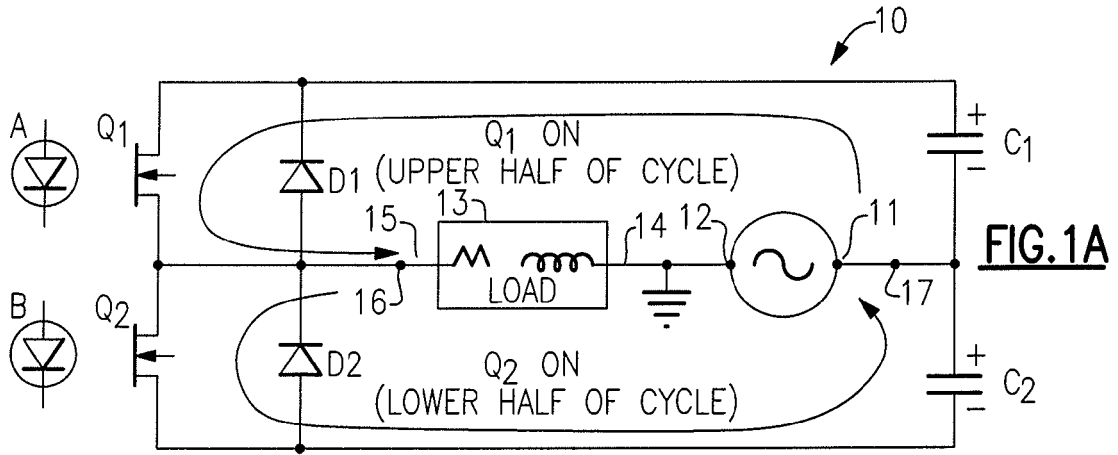 10
A
Q1
Q1 ON
(UPPER HALF OF CYCLE)
D1
+
C1
-
13
15
14
12
11
FIG.1A
LOAD
16
17
B
Q2
D2
Q2 ON
(LOWER HALF OF CYCLE)
+
C2
-